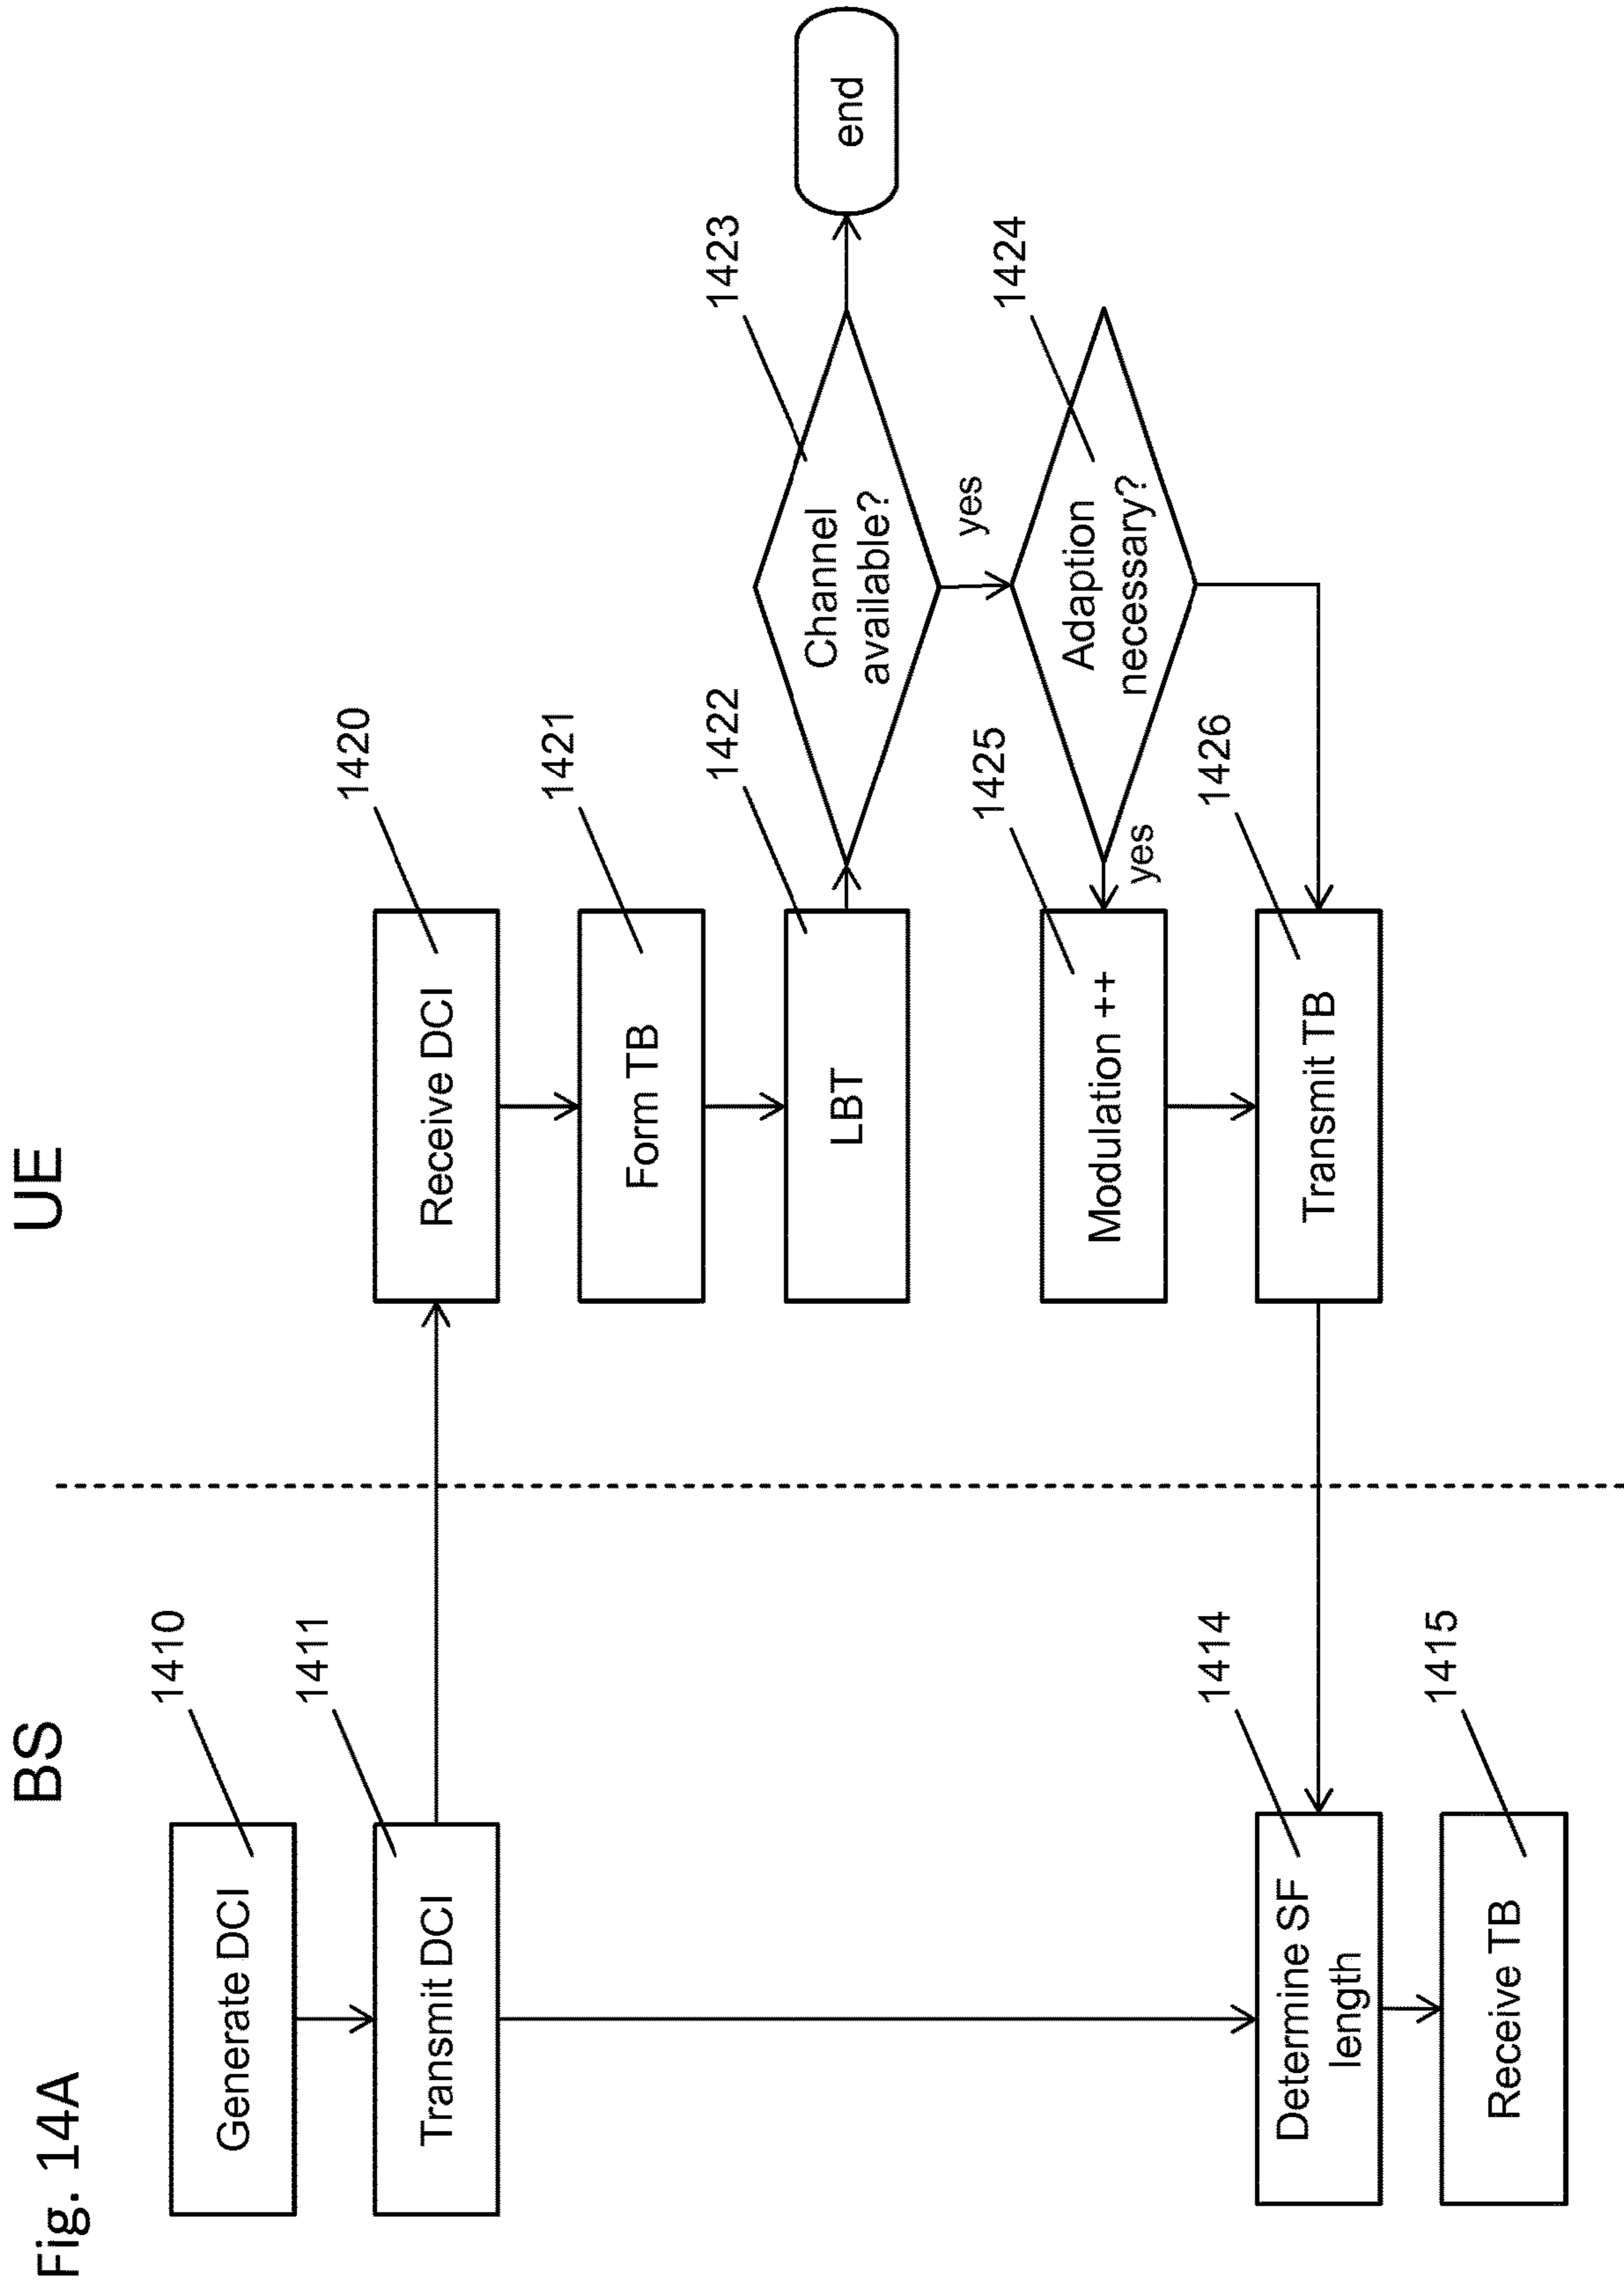 Fig. 14A
BS
UE
1410
Generate DCI
1411
Transmit DCI
1420
Receive DCI
1421
Form TB
1422
LBT
1423
Channel
available?
end
yes
1424
Adaption
necessary?
yes
1425
Modulation ++
1426
Transmit TB
1414
Determine SF
length
1415
Receive TB